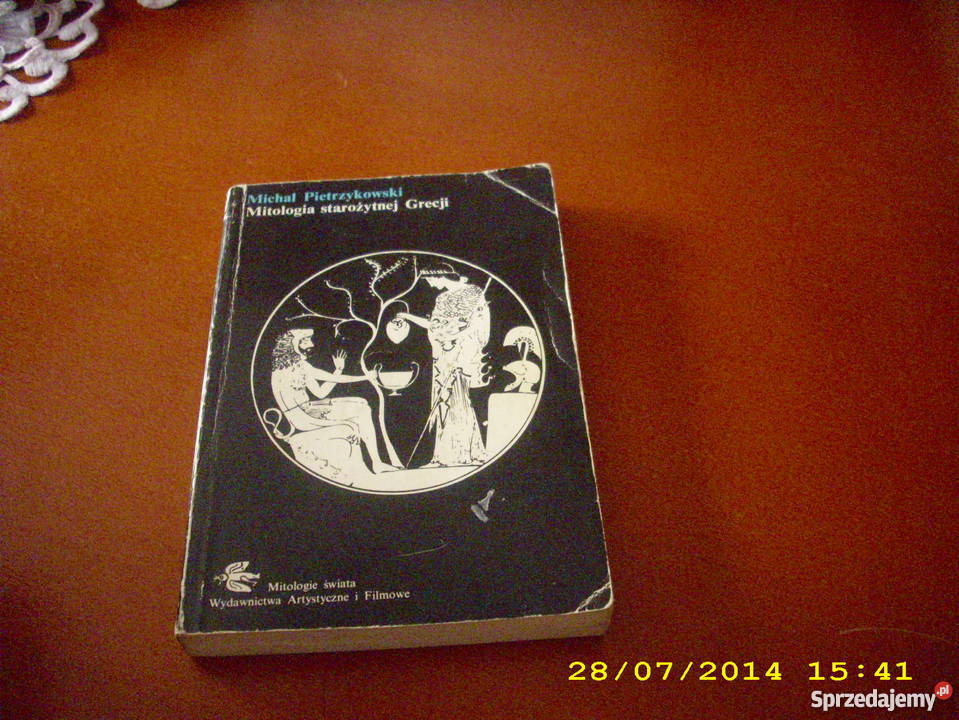 Michał Pietrzykowski
Mitologia starożytnej Grecji
Mitologie świata
Wydawnictwa Artystyczne i Filmowe
28/07/2014 15:41
Sprzedajemy.pl